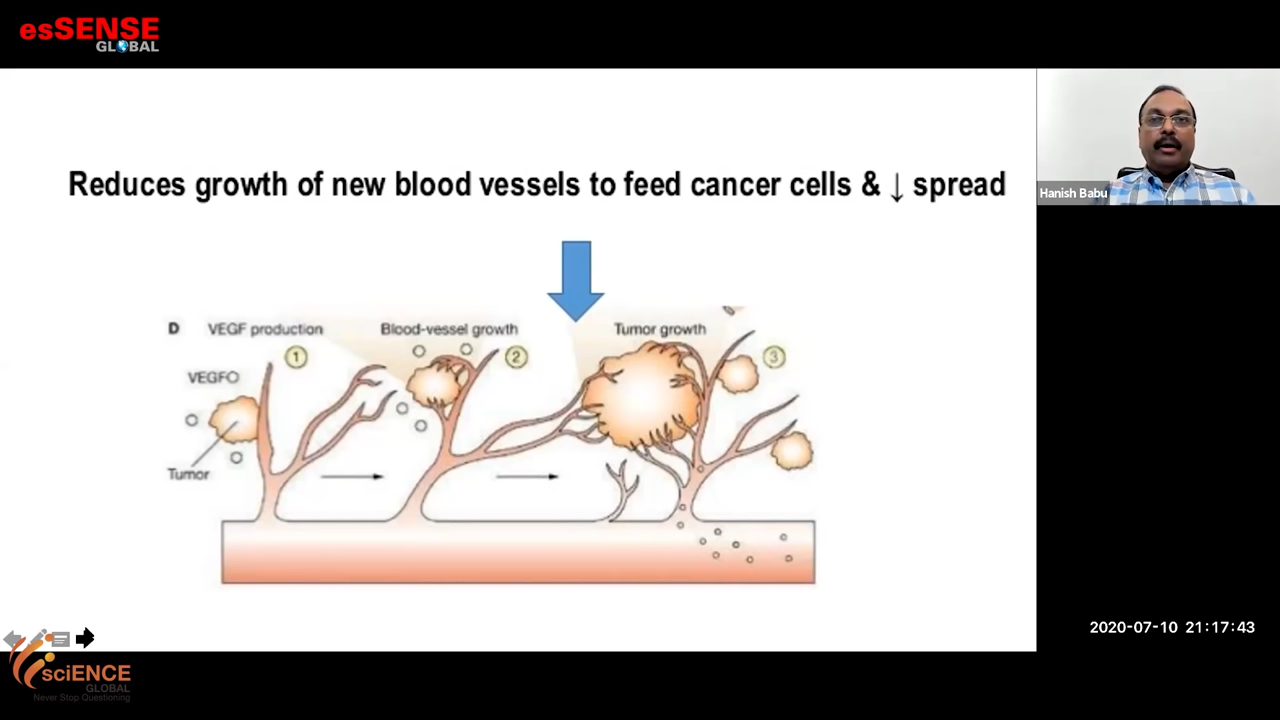 esSENSE
GLOBAL
Reduces growth of new blood vessels to feed cancer cells & ↓ spread
Hanish Babu
D VEGF production Blood-vessel growth Tumor growth
1 2 3
VEGF
Tumor
2020-07-10 21:17:43
sciENCE
GLOBAL
Never Stop Questioning